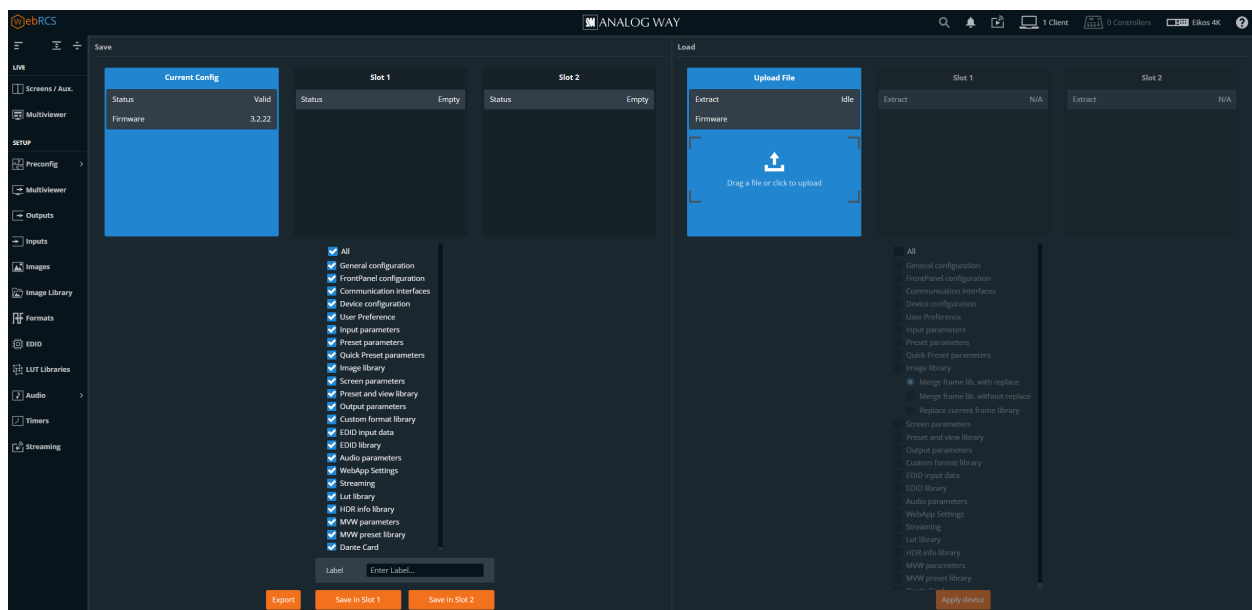 WebRCS
ANALOG WAY
1 Client
0 Controllers
Eikos 4K
LIVE
Screens / Aux.
Multiviewer
SETUP
Preconfig
Multiviewer
Outputs
Inputs
Images
Image Library
Formats
EDID
LUT Libraries
Audio
Timers
Streaming
Save
Current Config
Status Valid
Firmware 3.2.22
Slot 1
Status Empty
Slot 2
Status Empty
All
General configuration
FrontPanel configuration
Communication interfaces
Device configuration
User Preference
Input parameters
Preset parameters
Quick Preset parameters
Image library
Screen parameters
Preset and view library
Output parameters
Custom format library
EDID input data
EDID library
Audio parameters
WebApp Settings
Streaming
Lut library
HDR info library
MVW parameters
MVW preset library
Dante Card
Label Enter Label...
Export Save in Slot 1 Save in Slot 2
Load
Upload File
Extract Idle
Firmware
Drag a file or click to upload
Slot 1
Extract N/A
Slot 2
Extract N/A
All
General configuration
FrontPanel configuration
Communication interfaces
Device configuration
User Preference
Input parameters
Preset parameters
Quick Preset parameters
Image library
Merge frame lib. with replace
Merge frame lib. without replace
Replace current frame library
Screen parameters
Preset and view library
Output parameters
Custom format library
EDID input data
EDID library
Audio parameters
WebApp Settings
Streaming
Lut library
HDR info library
MVW parameters
MVW preset library
Apply device